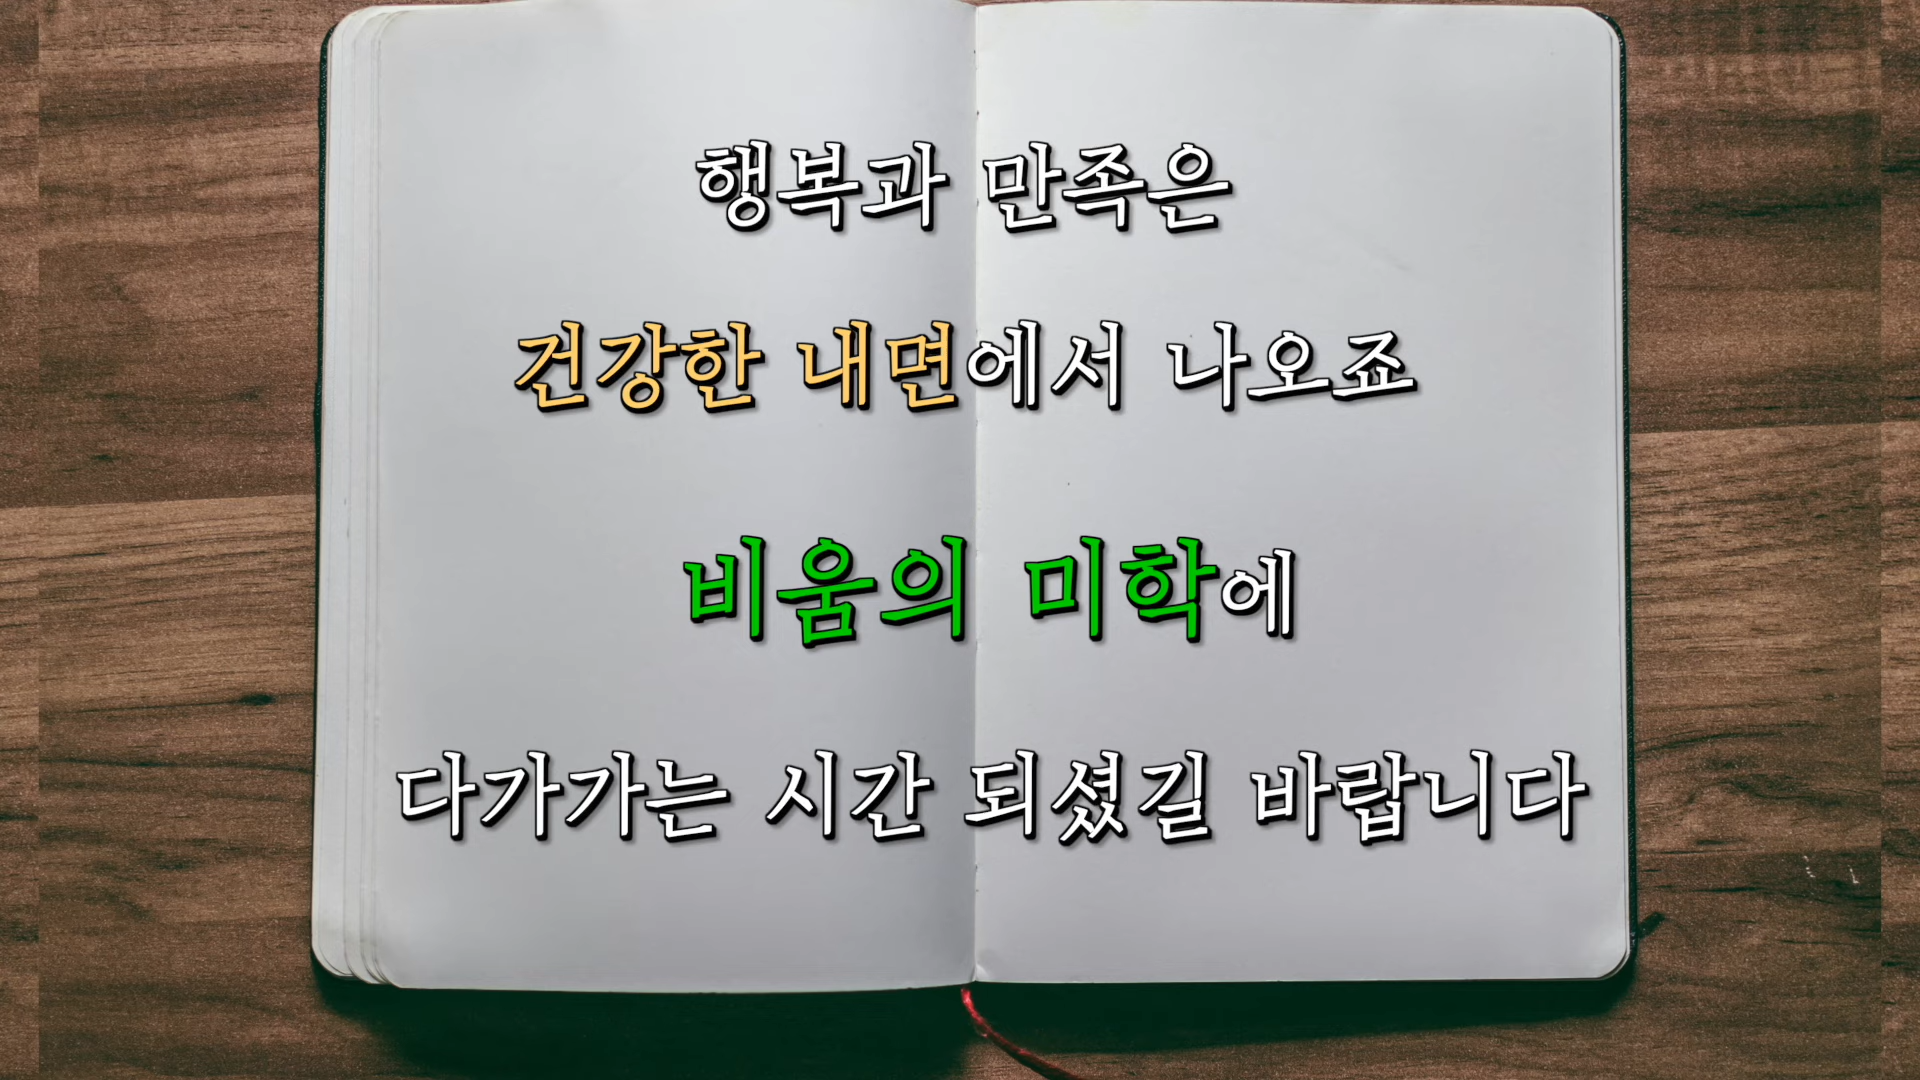 행복과 만족은
건강한 내면에서 나오죠
비움의 미학에
다가가는 시간 되셨길 바랍니다